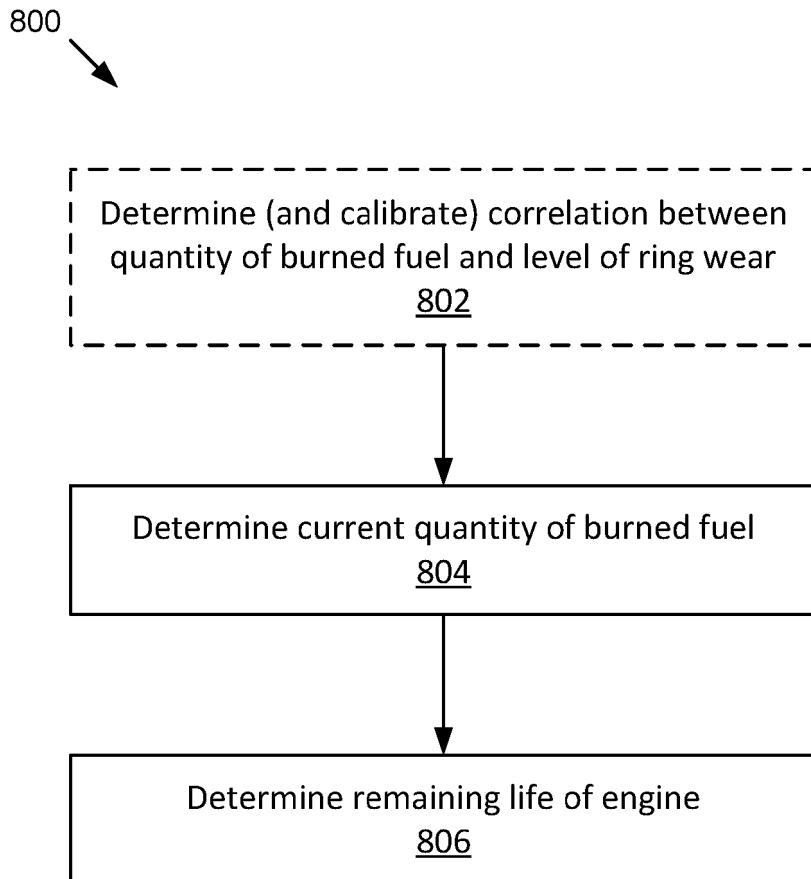 800
Determine (and calibrate) correlation between
quantity of burned fuel and level of ring wear
802
Determine current quantity of burned fuel
804
Determine remaining life of engine
806